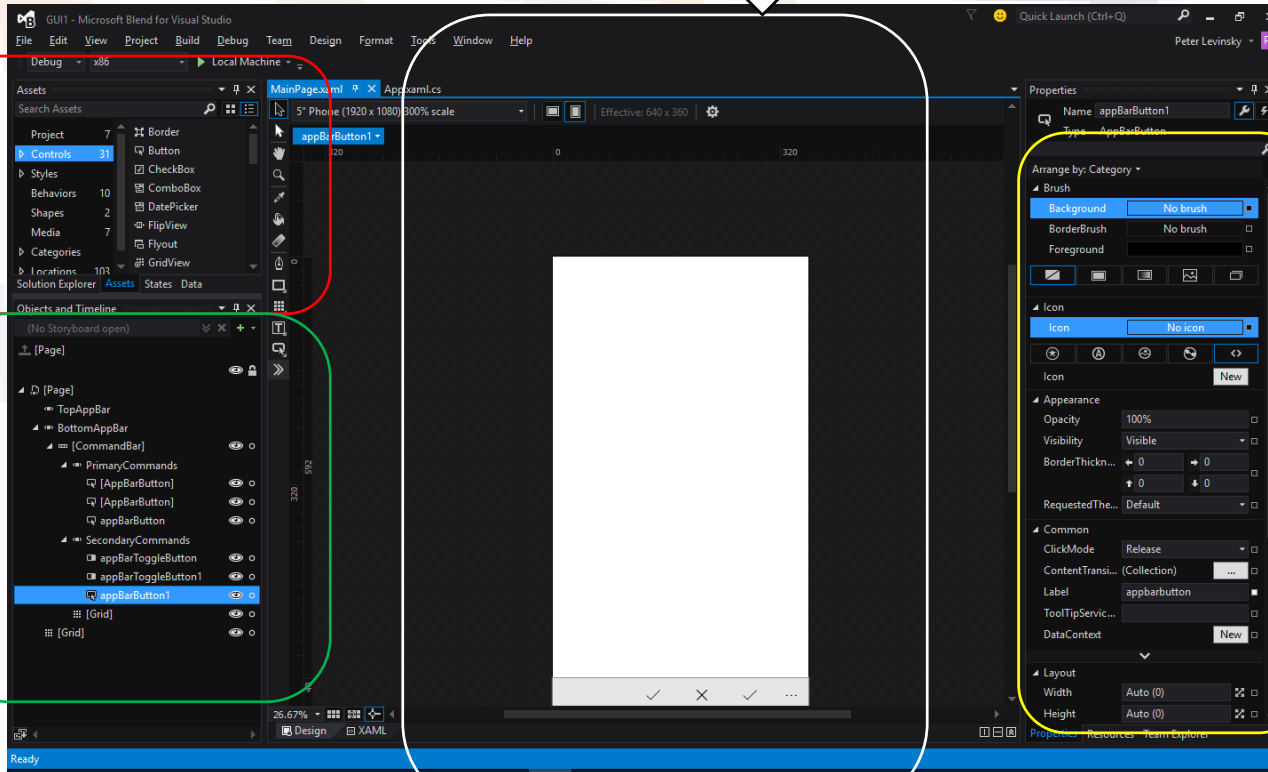 GUI1 - Microsoft Blend for Visual Studio
Quick Launch (Ctrl+Q)
File Edit View Project Build Debug Team Design Format Tools Window Help
Peter Levinsky
Debug x86 Local Machine
Assets
Search Assets
Project 7
Controls 31
Styles
Behaviors 10
Shapes 2
Media 7
Categories
Locations 103
Border
Button
CheckBox
ComboBox
DatePicker
FlipView
Flyout
GridView
Solution Explorer Assets States Data
Objects and Timeline
(No Storyboard open)
[Page]
[Page]
TopAppBar
BottomAppBar
[CommandBar]
PrimaryCommands
[AppBarButton]
[AppBarButton]
appBarButton
SecondaryCommands
appBarToggleButton
appBarToggleButton1
appBarButton1
[Grid]
[Grid]
MainPage.xaml App.xaml.cs
5" Phone (1920 x 1080) 300% scale
Effective: 640 x 360
appBarButton1
320 0 320
0
592
320
26.67%
Design XAML
Properties
Name appBarButton1
Type AppBarButton
Arrange by: Category
Brush
Background No brush
BorderBrush No brush
Foreground
Icon
Icon No icon
Icon New
Appearance
Opacity 100%
Visibility Visible
BorderThickn... 0 0
0 0
RequestedThe... Default
Common
ClickMode Release
ContentTransi... (Collection) ...
Label appbarbutton
ToolTipServic...
DataContext New
Layout
Width Auto (0)
Height Auto (0)
Properties Resources Team Explorer
Ready